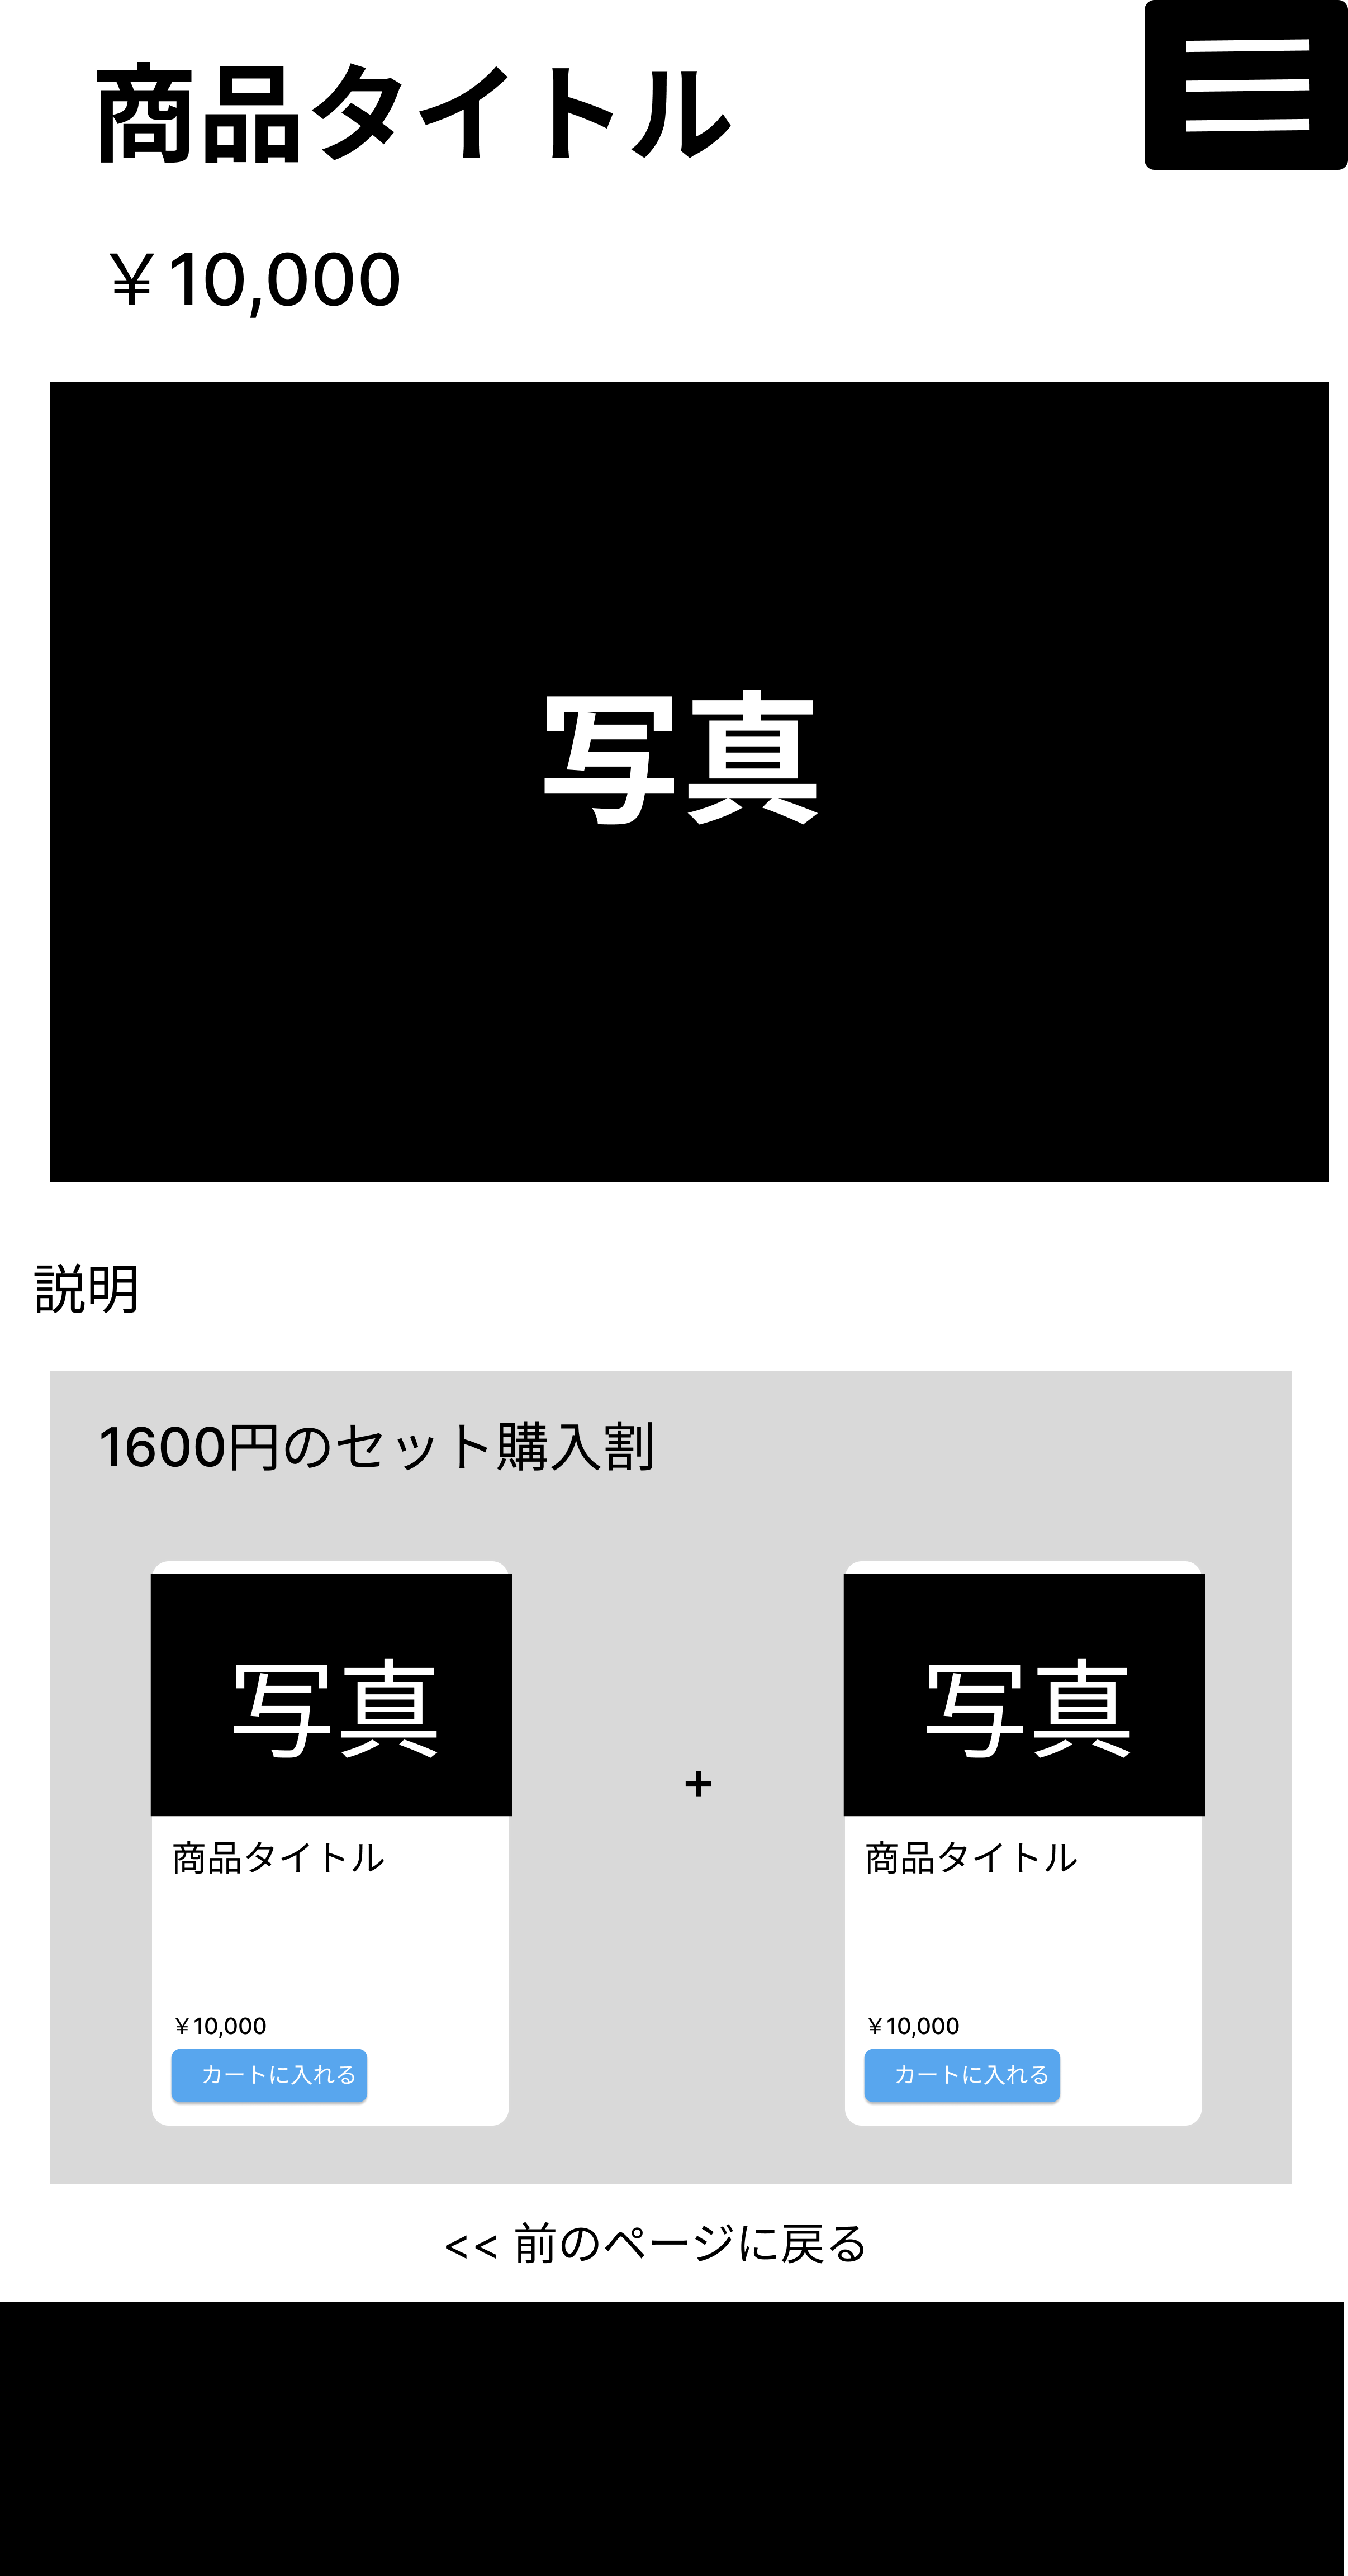 商品タイトル
￥10,000
写真
説明
1600円のセット購入割
写真
写真
+
商品タイトル
商品タイトル
￥10,000
￥10,000
カートに入れる
カートに入れる
<< 前のページに戻る